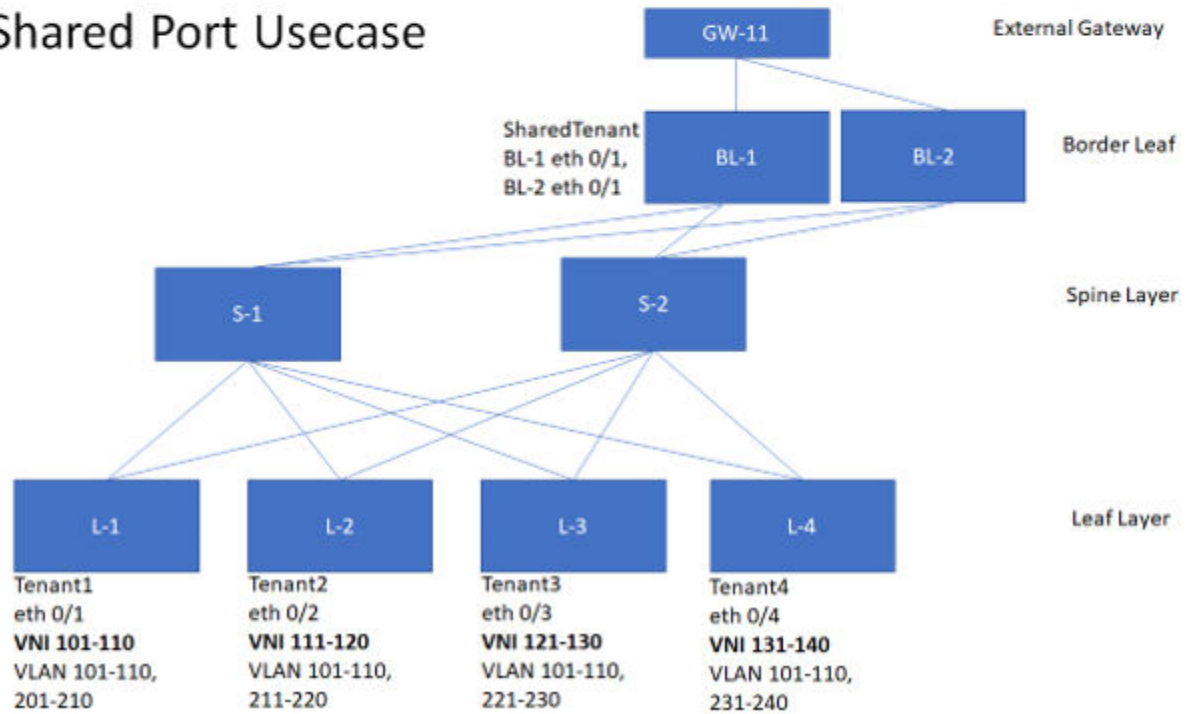 Shared Port Usecase
GW-11
External Gateway
SharedTenant
BL-1 eth 0/1,
BL-2 eth 0/1
BL-1
BL-2
Border Leaf
S-1
S-2
Spine Layer
L-1
L-2
L-3
L-4
Leaf Layer
Tenant1
eth 0/1
VNI 101-110
VLAN 101-110,
201-210
Tenant2
eth 0/2
VNI 111-120
VLAN 101-110,
211-220
Tenant3
eth 0/3
VNI 121-130
VLAN 101-110,
221-230
Tenant4
eth 0/4
VNI 131-140
VLAN 101-110,
231-240